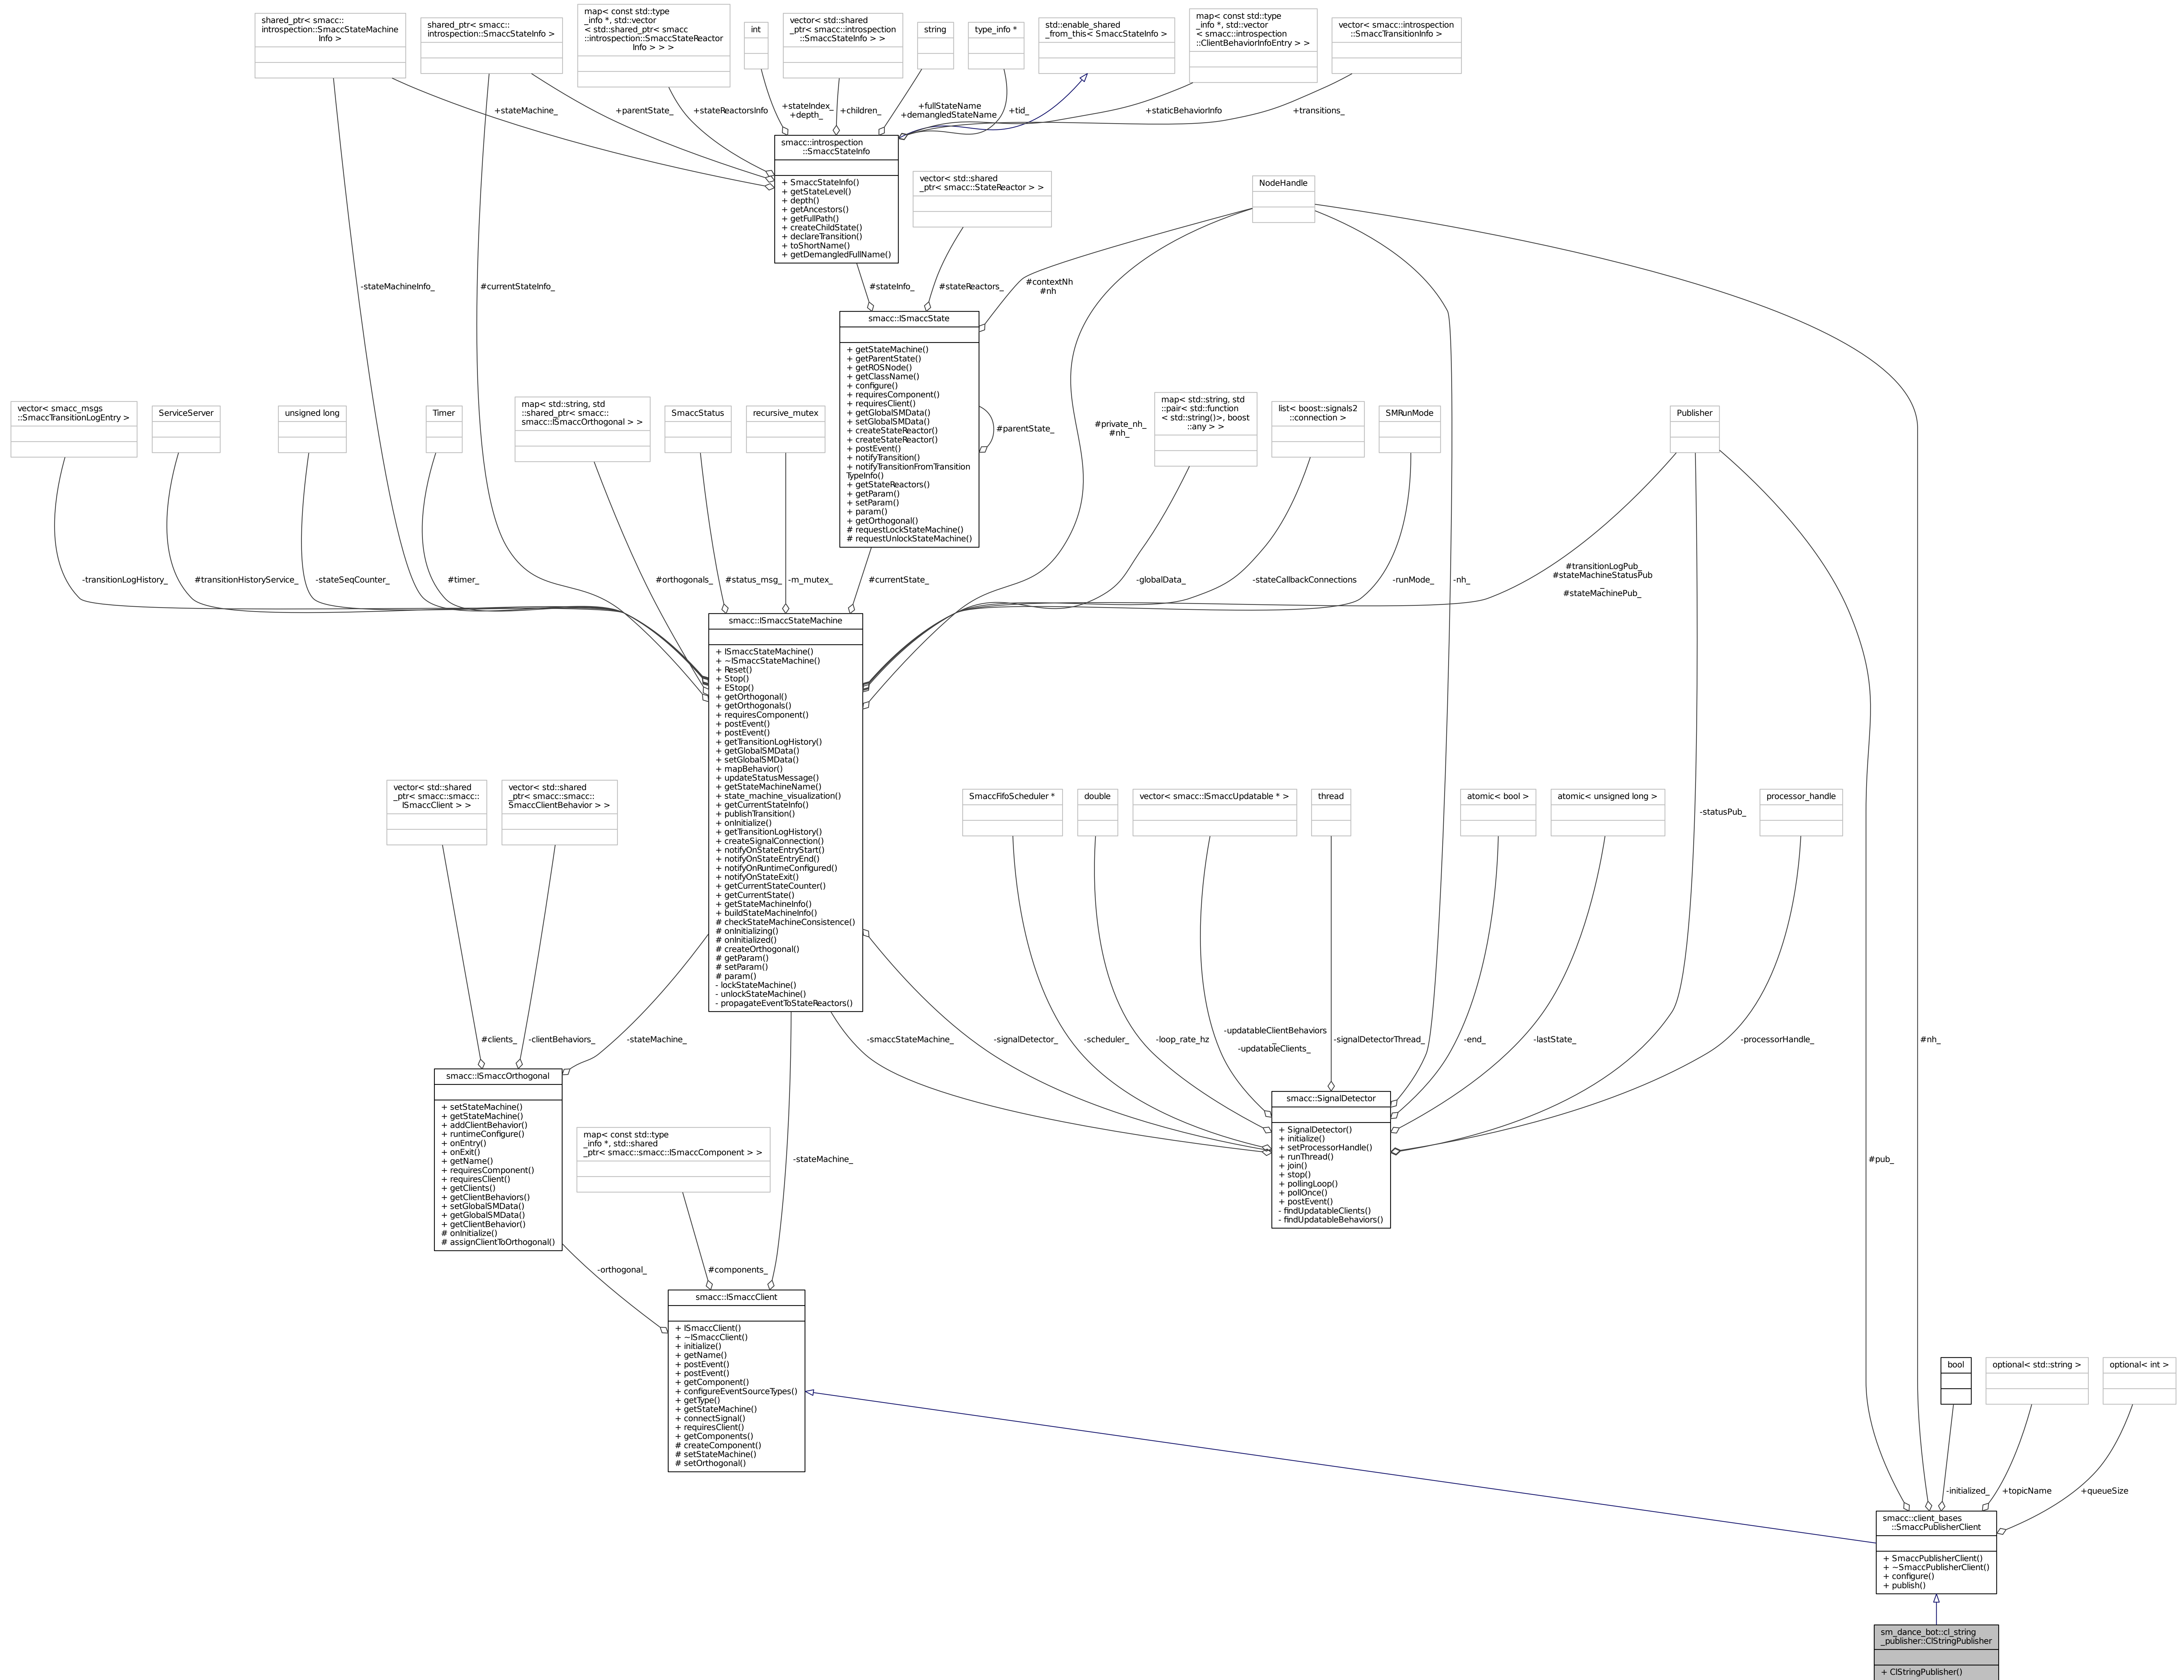 shared_ptr< smacc::
introspection::SmaccStateMachine
Info >
shared_ptr< smacc::
introspection::SmaccStateInfo >
map< const std::type
_info *, std::vector
< std::shared_ptr< smacc
::introspection::SmaccStateReactor
Info > > >
int
vector< std::shared
_ptr< smacc::introspection
::SmaccStateInfo > >
string
type_info *
std::enable_shared
_from_this< SmaccStateInfo >
map< const std::type
_info *, std::vector
< smacc::introspection
::ClientBehaviorInfoEntry > >
vector< smacc::introspection
::SmaccTransitionInfo >
+stateMachine_
+parentState_
+stateReactorsInfo
+stateIndex_
+depth_
+children_
+fullStateName
+demangledStateName
+tid_
+staticBehaviorInfo
+transitions_
smacc::introspection
::SmaccStateInfo
+ SmaccStateInfo()
+ getStateLevel()
+ depth()
+ getAncestors()
+ getFullPath()
+ createChildState()
+ declareTransition()
+ toShortName()
+ getDemangledFullName()
vector< std::shared
_ptr< smacc::StateReactor > >
NodeHandle
-stateMachineInfo_
#currentStateInfo_
#stateInfo_
#stateReactors_
#contextNh
#nh
smacc::ISmaccState
+ getStateMachine()
+ getParentState()
+ getROSNode()
+ getClassName()
+ configure()
+ requiresComponent()
+ requiresClient()
+ getGlobalSMData()
+ setGlobalSMData()
+ createStateReactor()
+ createStateReactor()
+ postEvent()
+ notifyTransition()
+ notifyTransitionFromTransition
TypeInfo()
+ getStateReactors()
+ getParam()
+ setParam()
+ param()
+ getOrthogonal()
# requestLockStateMachine()
# requestUnlockStateMachine()
#parentState_
#private_nh_
#nh_
vector< smacc_msgs
::SmaccTransitionLogEntry >
ServiceServer
unsigned long
Timer
map< std::string, std
::shared_ptr< smacc::
smacc::ISmaccOrthogonal > >
SmaccStatus
recursive_mutex
map< std::string, std
::pair< std::function
< std::string()>, boost
::any > >
list< boost::signals2
::connection >
SMRunMode
Publisher
-transitionLogHistory_
#transitionHistoryService_
-stateSeqCounter_
#timer_
#orthogonals_
#status_msg_
-m_mutex_
#currentState_
-globalData_
-stateCallbackConnections
-runMode_
-nh_
#transitionLogPub_
#stateMachineStatusPub
_
#stateMachinePub_
smacc::ISmaccStateMachine
+ ISmaccStateMachine()
+ ~ISmaccStateMachine()
+ Reset()
+ Stop()
+ EStop()
+ getOrthogonal()
+ getOrthogonals()
+ requiresComponent()
+ postEvent()
+ postEvent()
+ getTransitionLogHistory()
+ getGlobalSMData()
+ setGlobalSMData()
+ mapBehavior()
+ updateStatusMessage()
+ getStateMachineName()
+ state_machine_visualization()
+ getCurrentStateInfo()
+ publishTransition()
+ onInitialize()
+ getTransitionLogHistory()
+ createSignalConnection()
+ notifyOnStateEntryStart()
+ notifyOnStateEntryEnd()
+ notifyOnRuntimeConfigured()
+ notifyOnStateExit()
+ getCurrentStateCounter()
+ getCurrentState()
+ getStateMachineInfo()
+ buildStateMachineInfo()
# checkStateMachineConsistence()
# onInitializing()
# onInitialized()
# createOrthogonal()
# getParam()
# setParam()
# param()
- lockStateMachine()
- unlockStateMachine()
- propagateEventToStateReactors()
vector< std::shared
_ptr< smacc::smacc::
ISmaccClient > >
vector< std::shared
_ptr< smacc::smacc::
SmaccClientBehavior > >
SmaccFifoScheduler *
double
vector< smacc::ISmaccUpdatable * >
thread
atomic< bool >
atomic< unsigned long >
-statusPub_
processor_handle
#clients_
-clientBehaviors_
-stateMachine_
-smaccStateMachine_
-signalDetector_
-scheduler_
-loop_rate_hz
-updatableClientBehaviors
_
-updatableClients_
-signalDetectorThread_
-end_
-lastState_
-processorHandle_
#nh_
smacc::ISmaccOrthogonal
+ setStateMachine()
+ getStateMachine()
+ addClientBehavior()
+ runtimeConfigure()
+ onEntry()
+ onExit()
+ getName()
+ requiresComponent()
+ requiresClient()
+ getClients()
+ getClientBehaviors()
+ setGlobalSMData()
+ getGlobalSMData()
+ getClientBehavior()
# onInitialize()
# assignClientToOrthogonal()
map< const std::type
_info *, std::shared
_ptr< smacc::smacc::ISmaccComponent > >
-stateMachine_
smacc::SignalDetector
+ SignalDetector()
+ initialize()
+ setProcessorHandle()
+ runThread()
+ join()
+ stop()
+ pollingLoop()
+ pollOnce()
+ postEvent()
- findUpdatableClients()
- findUpdatableBehaviors()
#pub_
-orthogonal_
#components_
smacc::ISmaccClient
+ ISmaccClient()
+ ~ISmaccClient()
+ initialize()
+ getName()
+ postEvent()
+ postEvent()
+ getComponent()
+ configureEventSourceTypes()
+ getType()
+ getStateMachine()
+ connectSignal()
+ requiresClient()
+ getComponents()
# createComponent()
# setStateMachine()
# setOrthogonal()
bool
optional< std::string >
optional< int >
-initialized_
+topicName
+queueSize
smacc::client_bases
::SmaccPublisherClient
+ SmaccPublisherClient()
+ ~SmaccPublisherClient()
+ configure()
+ publish()
sm_dance_bot::cl_string
_publisher::ClStringPublisher
+ ClStringPublisher()